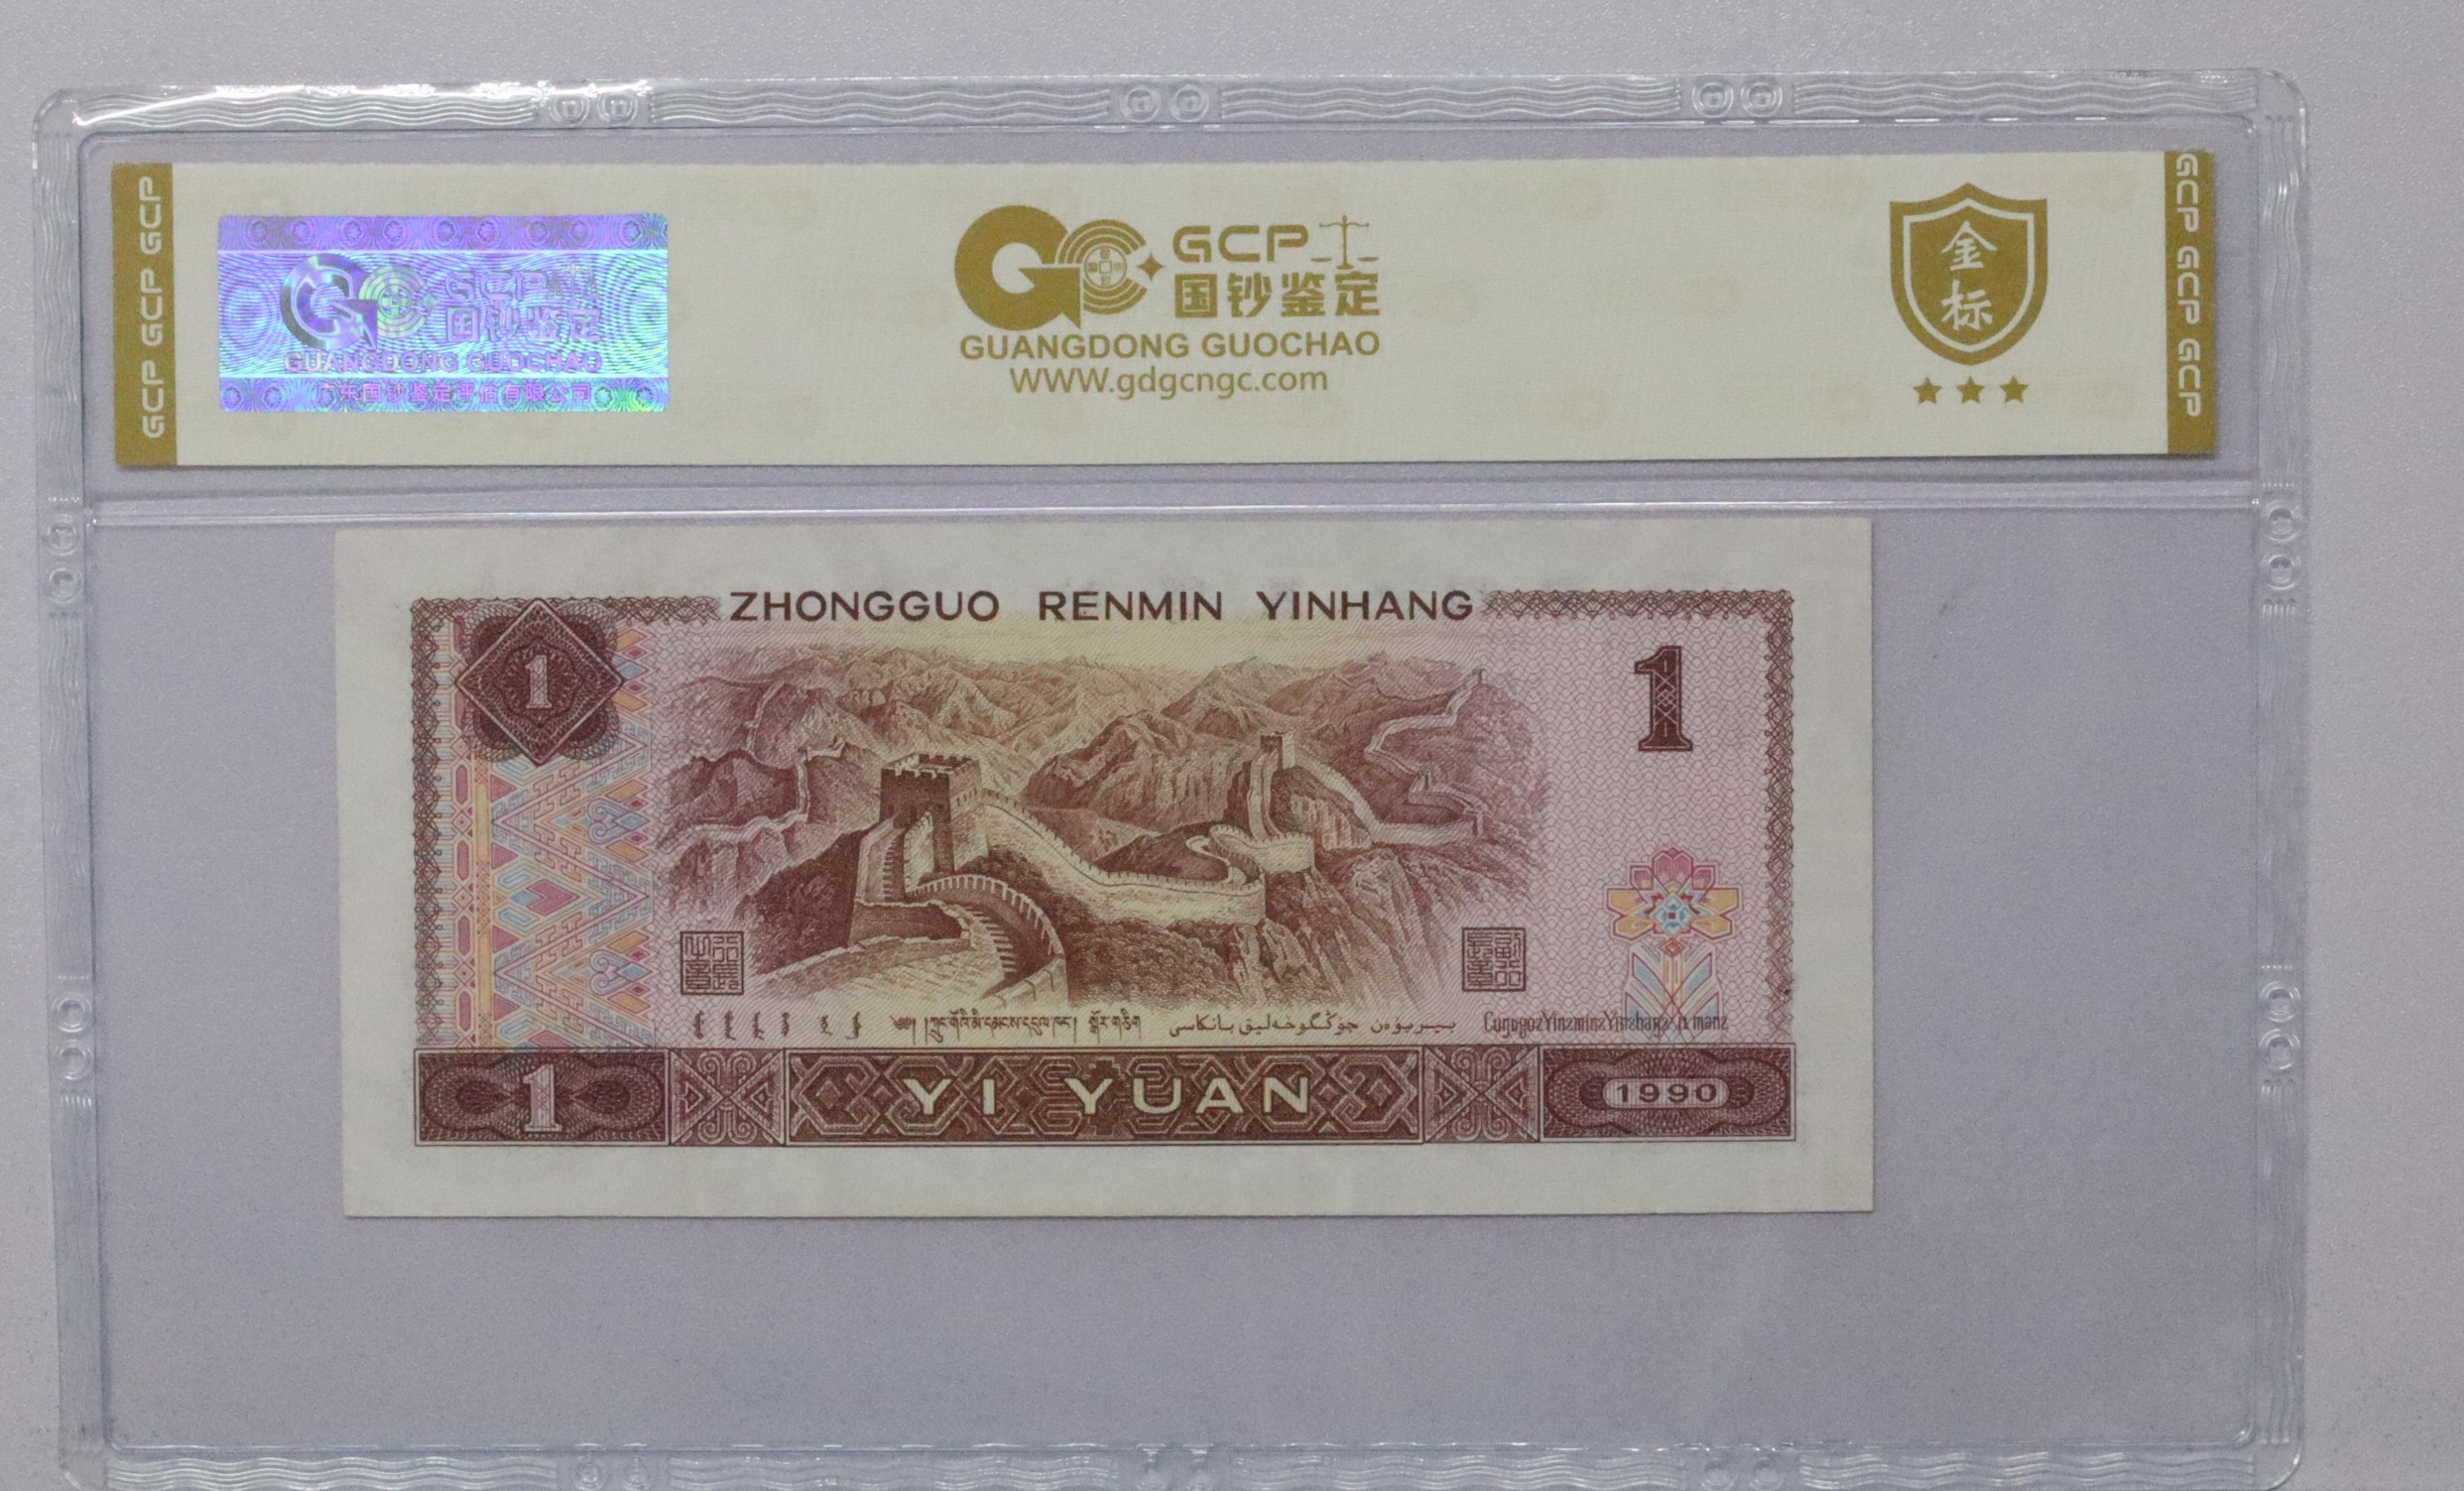 GCP GCP GCP
GCP
国钞鉴定
GUANGDONG GUOCHAO
广东国钞鉴定评估有限公司
GCP
国钞鉴定
GUANGDONG GUOCHAO
WWW.gdgcngc.com
金
标
GCP GCP GCP
ZHONGGUO RENMIN YINHANG
1
1
1 YI YUAN 1990